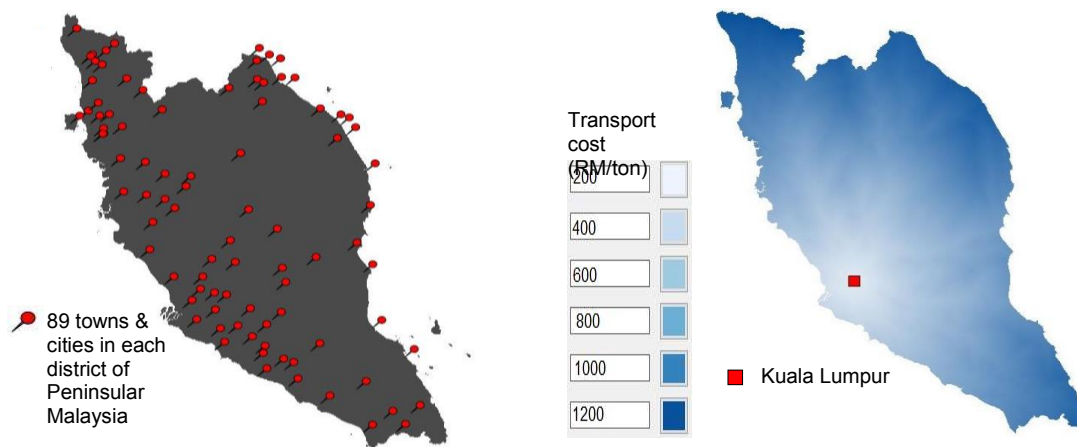 89 towns &
cities in each
district of
Peninsular
Malaysia
Transport
cost
(RM/ton)
200
400
600
800
1000
1200
Kuala Lumpur